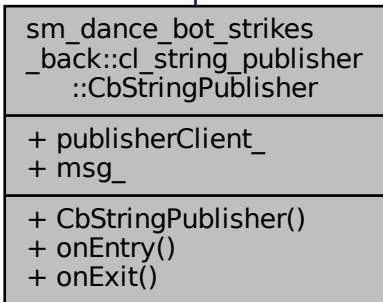 sm_dance_bot_strikes
_back::cl_string_publisher
::CbStringPublisher
+ publisherClient_
+ msg_
+ CbStringPublisher()
+ onEntry()
+ onExit()